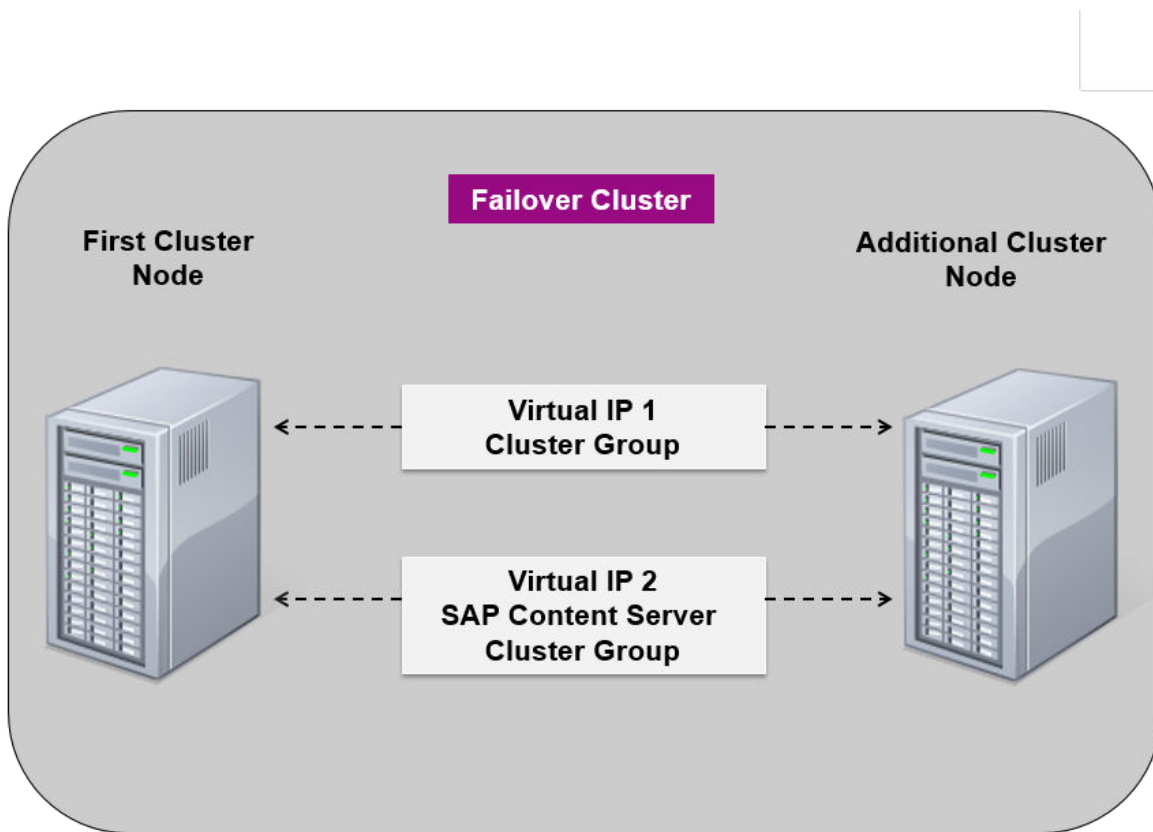 Failover Cluster
First Cluster
Node
Additional Cluster
Node
Virtual IP 1
Cluster Group
Virtual IP 2
SAP Content Server
Cluster Group